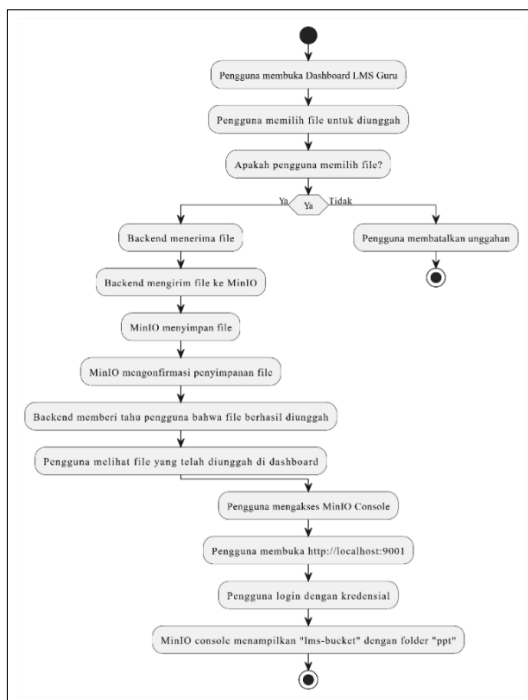 Pengguna membuka Dashboard LMS Guru
Pengguna memilih file untuk diunggah
Apakah pengguna memilih file?
Ya
Ya
Tidak
Backend menerima file
Pengguna membatalkan unggahan
Backend mengirim file ke MinIO
MinIO menyimpan file
MinIO mengonfirmasi penyimpanan file
Backend memberi tahu pengguna bahwa file berhasil diunggah
Pengguna melihat file yang telah diunggah di dashboard
Pengguna mengakses MinIO Console
Pengguna membuka http://localhost:9001
Pengguna login dengan kredensial
MinIO console menampilkan "lms-bucket" dengan folder "ppt"